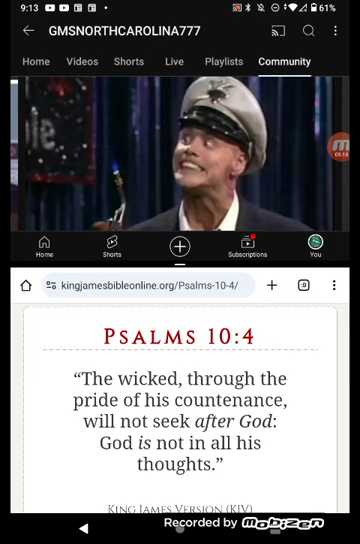 9:13
61%
GMSNORTHCAROLINA777
Home Videos Shorts Live Playlists Community
09:13
Home Shorts Subscriptions You
kingjamesbibleonline.org/Psalms-10-4/
:D
PSALMS 10:4
“The wicked, through the
pride of his countenance,
will not seek after God:
God is not in all his
thoughts.”
KING JAMES VERSION (KJV)
Recorded by Mobizen